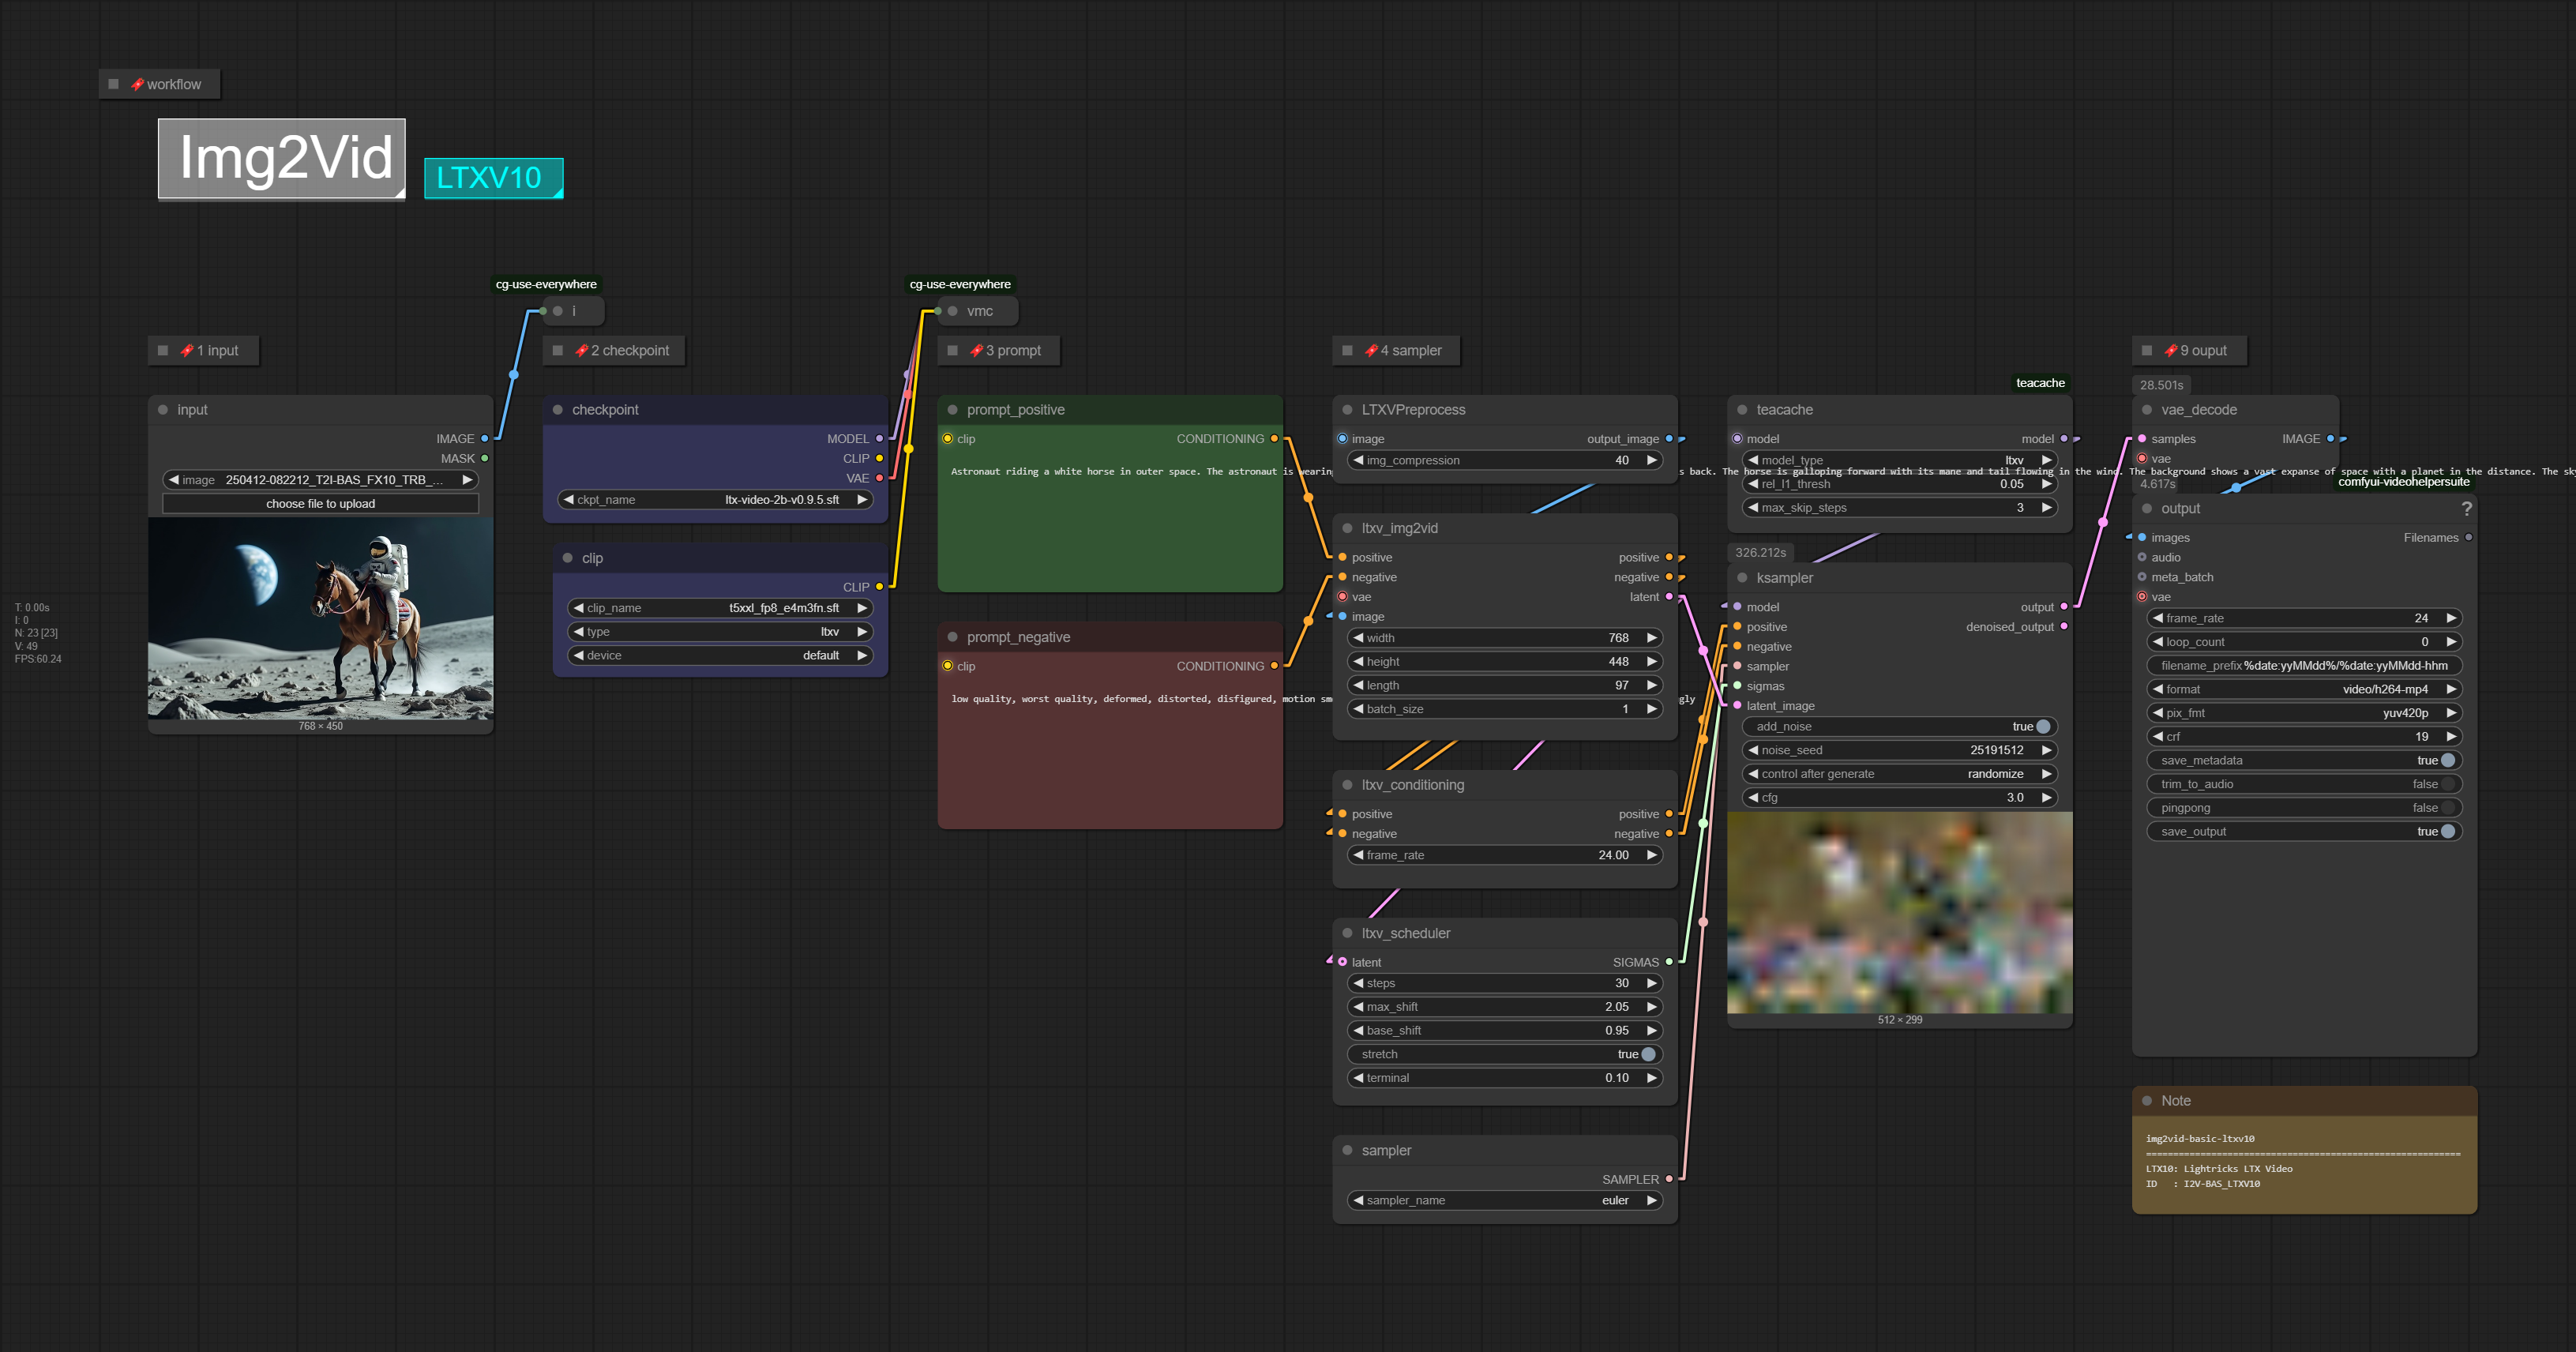 workflow
Img2Vid
LTXV10
cg-use-everywhere
i
cg-use-everywhere
vmc
1 input
2 checkpoint
3 prompt
4 sampler
9 ouput
input
IMAGE
MASK
image 250412-082212_T2I-BAS_FX10_TRB_...
choose file to upload
768 × 450
T: 0.00s
I: 0
N: 23 [23]
V: 49
FPS:60.24
checkpoint
MODEL
CLIP
VAE
ckpt_name ltx-video-2b-v0.9.5.sft
clip
CLIP
clip_name t5xxl_fp8_e4m3fn.sft
type ltxv
device default
prompt_positive
clip CONDITIONING
Astronaut riding a white horse in outer space. The astronaut is wearin
s back. The horse is galloping forward with its mane and tail flowing in the wind. The background shows a vast expanse of space with a planet in the distance. The sk
prompt_negative
clip CONDITIONING
low quality, worst quality, deformed, distorted, disfigured, motion sm
gly
LTXVPreprocess
image output_image
img_compression 40
ltxv_img2vid
positive positive
negative negative
vae latent
image
width 768
height 448
length 97
batch_size 1
ltxv_conditioning
positive positive
negative negative
frame_rate 24.00
ltxv_scheduler
latent SIGMAS
steps 30
max_shift 2.05
base_shift 0.95
stretch true
terminal 0.10
sampler
SAMPLER
sampler_name euler
teacache
teacache
model model
model_type ltxv
rel_l1_thresh 0.05
max_skip_steps 3
326.212s
ksampler
model output
positive denoised_output
negative
sampler
sigmas
latent_image
add_noise true
noise_seed 25191512
control after generate randomize
cfg 3.0
512 × 299
28.501s
vae_decode
samples IMAGE
vae
4.617s
comfyui-videohelpersuite
output ?
images Filenames
audio
meta_batch
vae
frame_rate 24
loop_count 0
filename_prefix %date:yyMMdd%/%date:yyMMdd-hhm
format video/h264-mp4
pix_fmt yuv420p
crf 19
save_metadata true
trim_to_audio false
pingpong false
save_output true
Note
img2vid-basic-ltxv10
==========================================================
LTX10: Lightricks LTX Video
ID : I2V-BAS_LTXV10